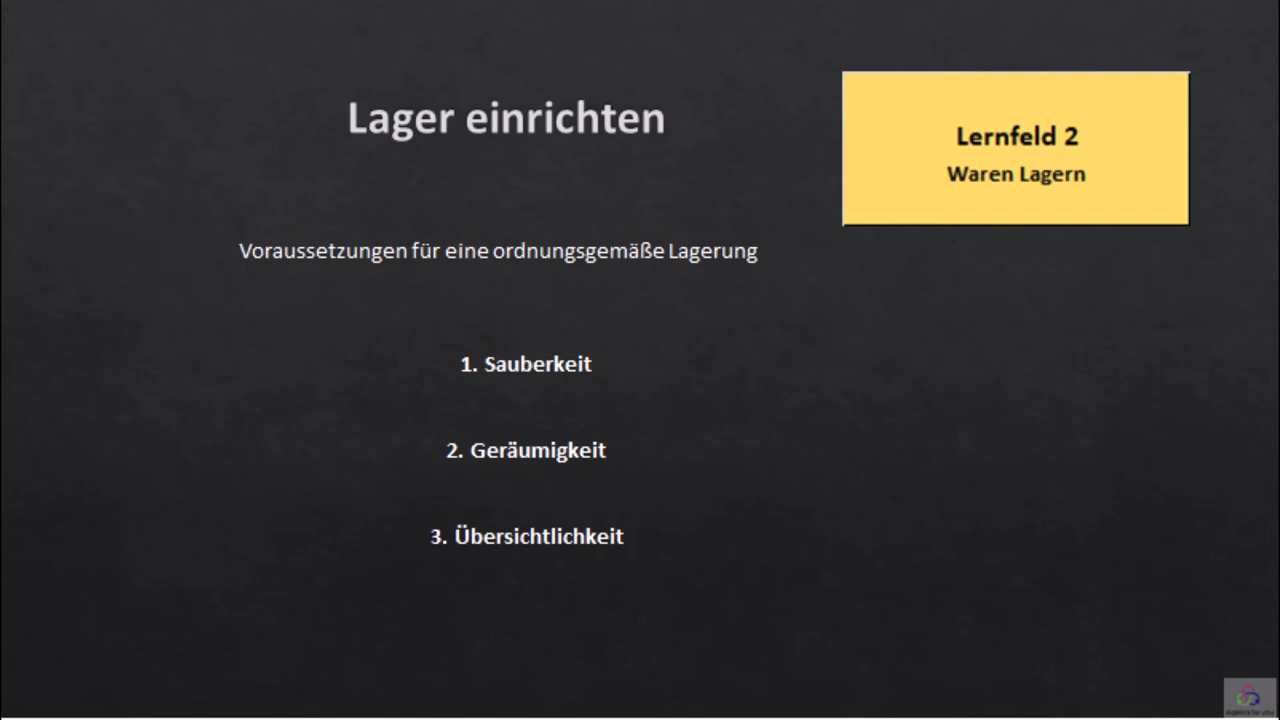 Lager einrichten
Lernfeld 2
Waren Lagern
Voraussetzungen für eine ordnungsgemäße Lagerung
1. Sauberkeit
2. Geräumigkeit
3. Übersichtlichkeit